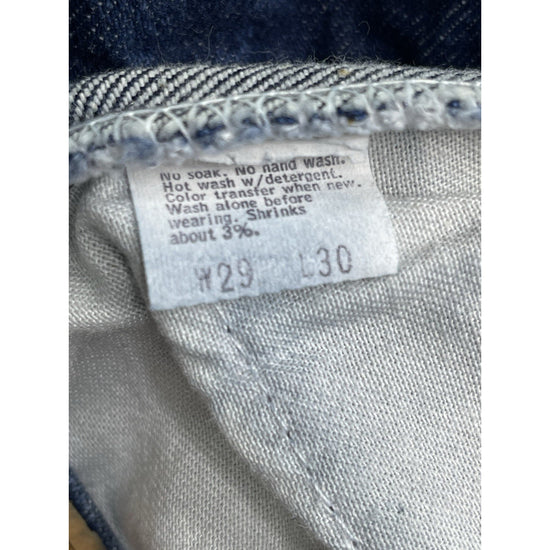 No soak. No hand wash.
Hot wash w/detergent.
Color transfer when new.
Wash alone before
wearing. Shrinks
about 3%.
W29 L30